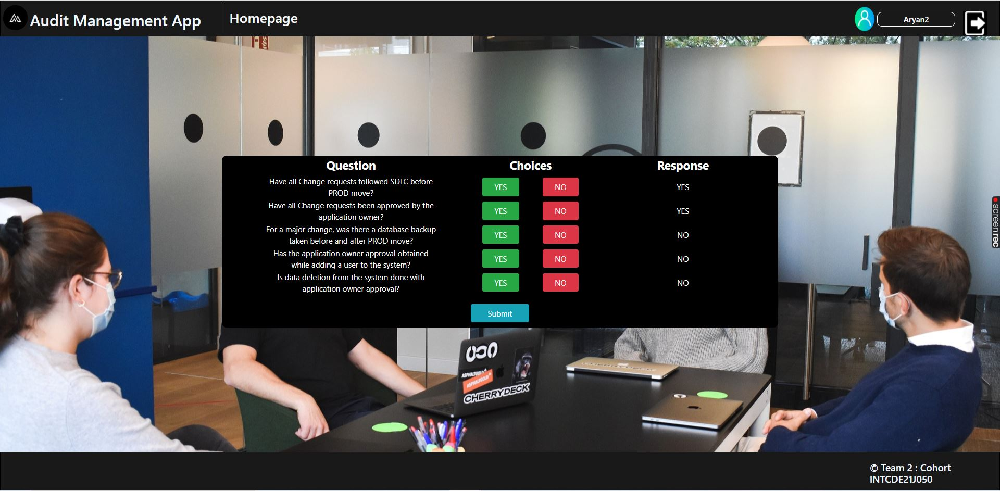 Audit Management App
Homepage
Aryan2
Question Choices Response
Have all Change requests followed SDLC before
PROD move?
YES NO YES
Have all Change requests been approved by the
application owner?
YES NO YES
For a major change, was there a database backup
taken before and after PROD move?
YES NO NO
Has the application owner approval obtained
while adding a user to the system?
YES NO NO
Is data deletion from the system done with
application owner approval?
YES NO NO
Submit
screenrec
ASPHALTGOLD
ASPHALTGOLD
CHERRYDECK
CHERRYDECK
© Team 2 : Cohort
INTCDE21J050